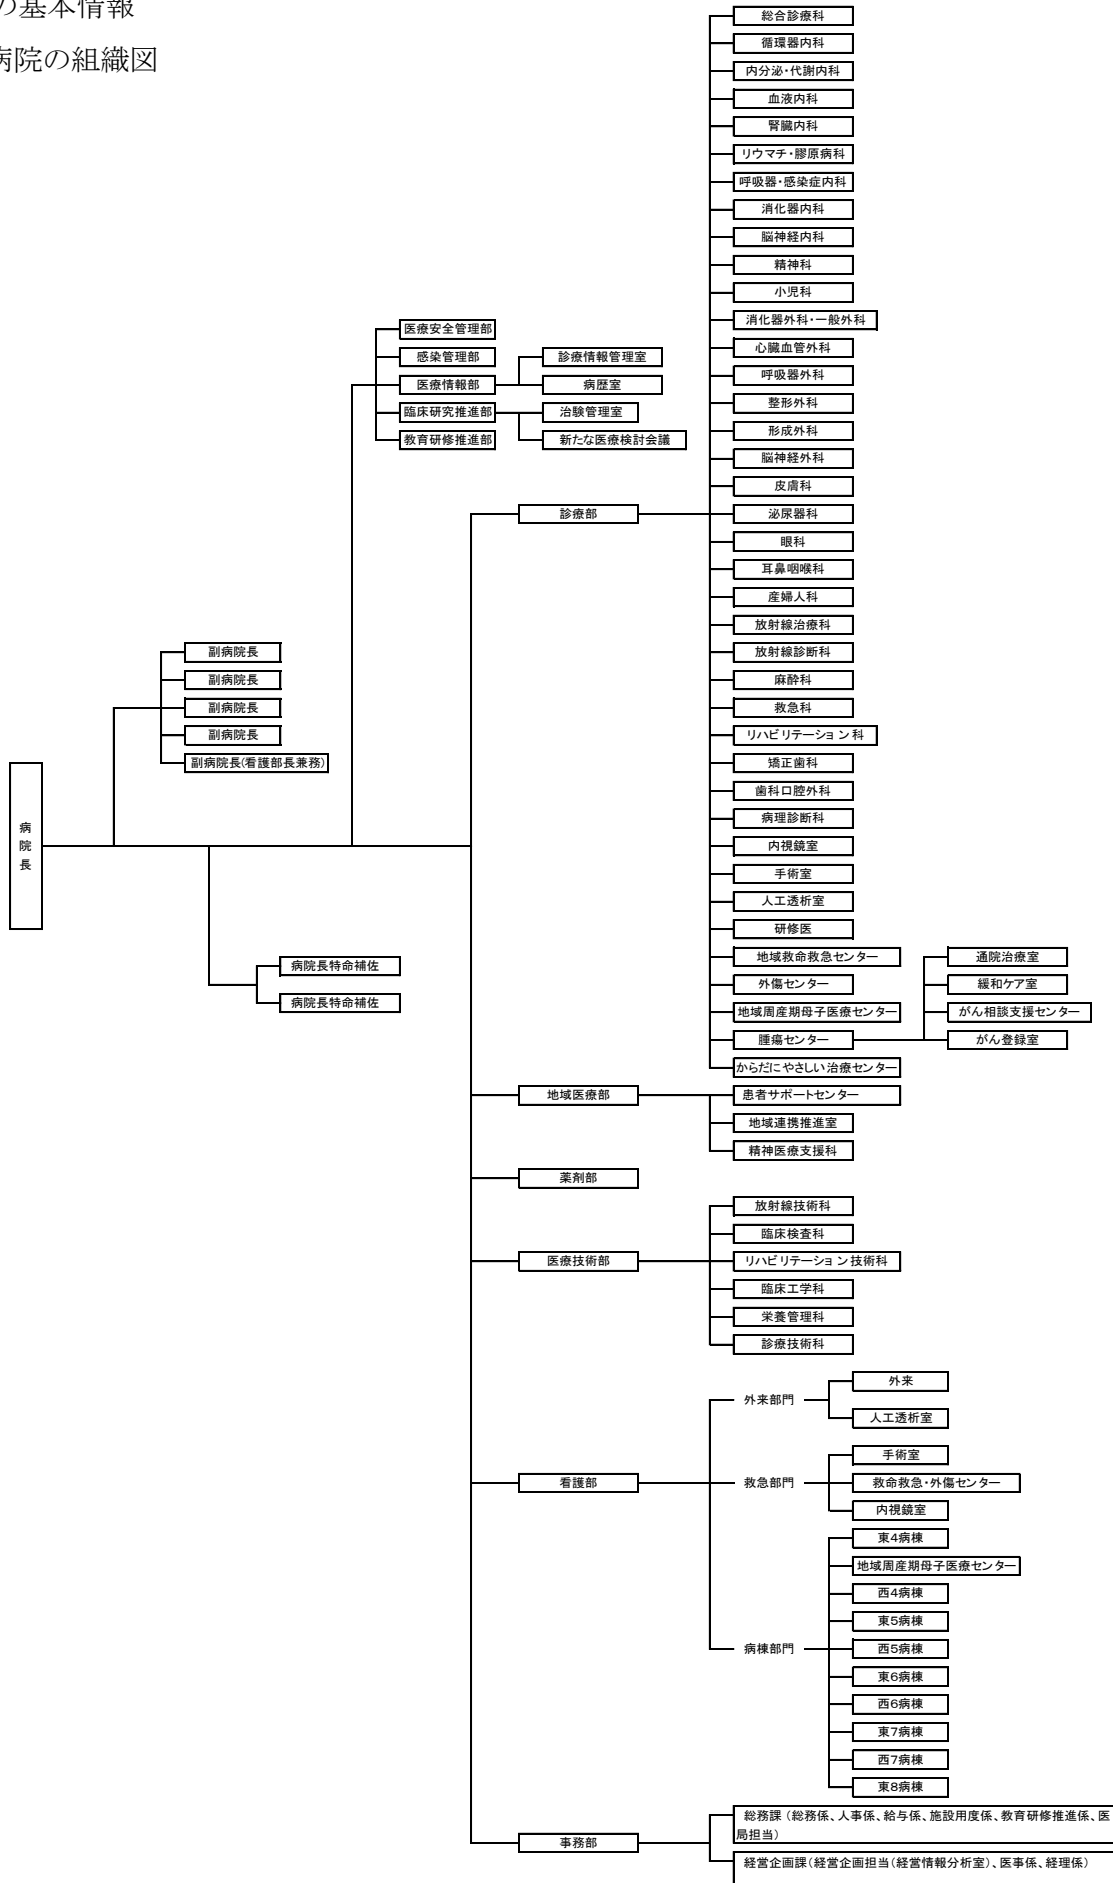 の基本情報
病院の組織図
病院長
副病院長
副病院長
副病院長
副病院長
副病院長(看護部長兼務)
病院長特命補佐
病院長特命補佐
医療安全管理部
感染管理部
医療情報部
診療情報管理室
病歴室
臨床研究推進部
治験管理室
新たな医療検討会議
教育研修推進部
診療部
総合診療科
循環器内科
内分泌・代謝内科
血液内科
腎臓内科
リウマチ・膠原病科
呼吸器・感染症内科
消化器内科
脳神経内科
精神科
小児科
消化器外科・一般外科
心臓血管外科
呼吸器外科
整形外科
形成外科
脳神経外科
皮膚科
泌尿器科
眼科
耳鼻咽喉科
産婦人科
放射線治療科
放射線診断科
麻酔科
救急科
リハビリテーション科
矯正歯科
歯科口腔外科
病理診断科
内視鏡室
手術室
人工透析室
研修医
地域救命救急センター
外傷センター
地域周産期母子医療センター
腫瘍センター
通院治療室
緩和ケア室
がん相談支援センター
がん登録室
からだにやさしい治療センター
地域医療部
患者サポートセンター
地域連携推進室
精神医療支援科
薬剤部
医療技術部
放射線技術科
臨床検査科
リハビリテーション技術科
臨床工学科
栄養管理科
診療技術科
看護部
外来部門
外来
人工透析室
救急部門
手術室
救命救急・外傷センター
内視鏡室
病棟部門
東4病棟
地域周産期母子医療センター
西4病棟
東5病棟
西5病棟
東6病棟
西6病棟
東7病棟
西7病棟
東8病棟
事務部
総務課(総務係、人事係、給与係、施設用度係、教育研修推進係、医
局担当)
経営企画課(経営企画担当(経営情報分析室)、医事係、経理係)